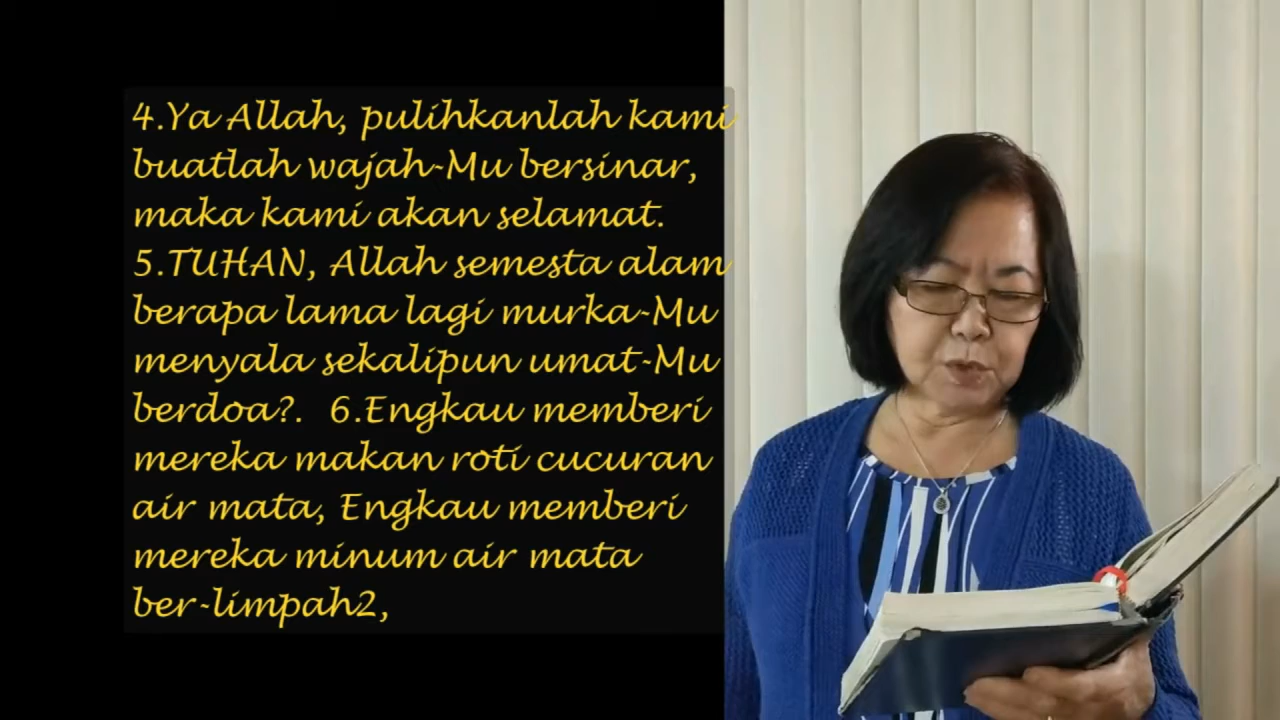 4.Ya Allah, pulihkanlah kami
buatlah wajah-Mu bersinar,
maka kami akan selamat.
5.TUHAN, Allah semesta alam
berapa lama lagi murka-Mu
menyala sekalipun umat-Mu
berdoa?. 6.Engkau memberi
mereka makan roti cucuran
air mata, Engkau memberi
mereka minum air mata
ber-limpah2,